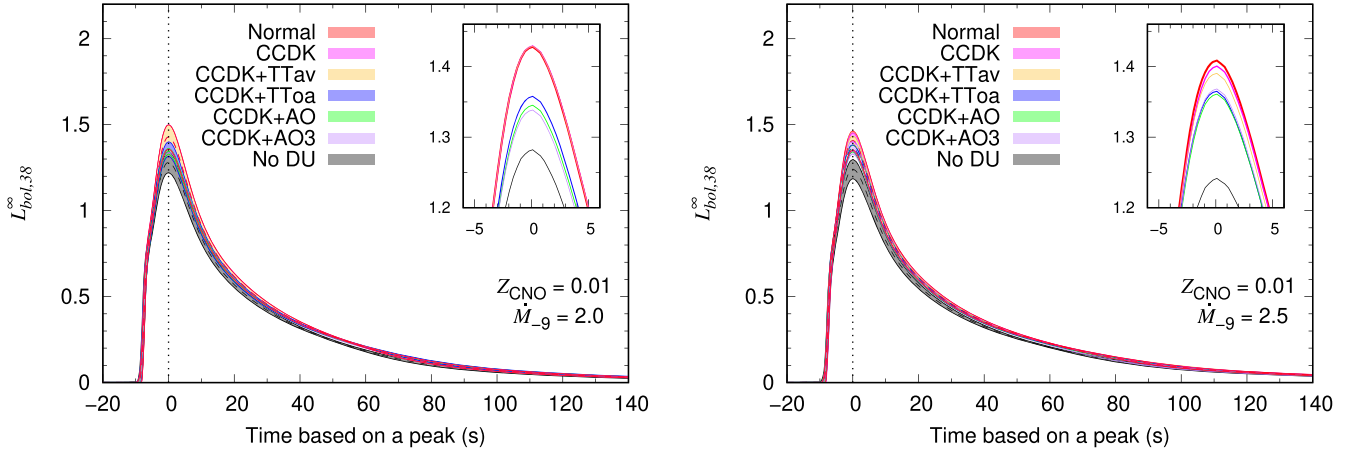 2
1.5
1
0.5
0
L∞bol,38
−20
0
20
40
60
80
100
120
140
Time based on a peak (s)
Normal
CCDK
CCDK+TTav
CCDK+TToa
CCDK+AO
CCDK+AO3
No DU
1.4
1.3
1.2
−5
0
5
ZCNO = 0.01
Ṁ−9 = 2.0
2
1.5
1
0.5
0
L∞bol,38
−20
0
20
40
60
80
100
120
140
Time based on a peak (s)
Normal
CCDK
CCDK+TTav
CCDK+TToa
CCDK+AO
CCDK+AO3
No DU
1.4
1.3
1.2
−5
0
5
ZCNO = 0.01
Ṁ−9 = 2.5